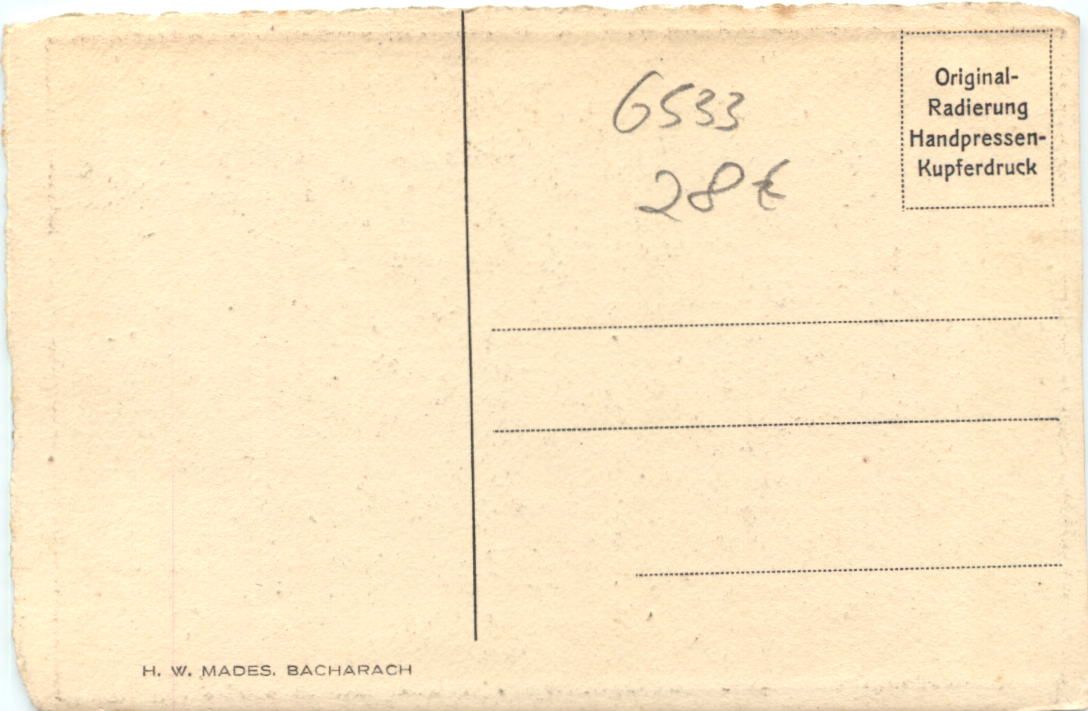 6533
28 €
Original-
Radierung
Handpressen-
Kupferdruck
H. W. MADES. BACHARACH